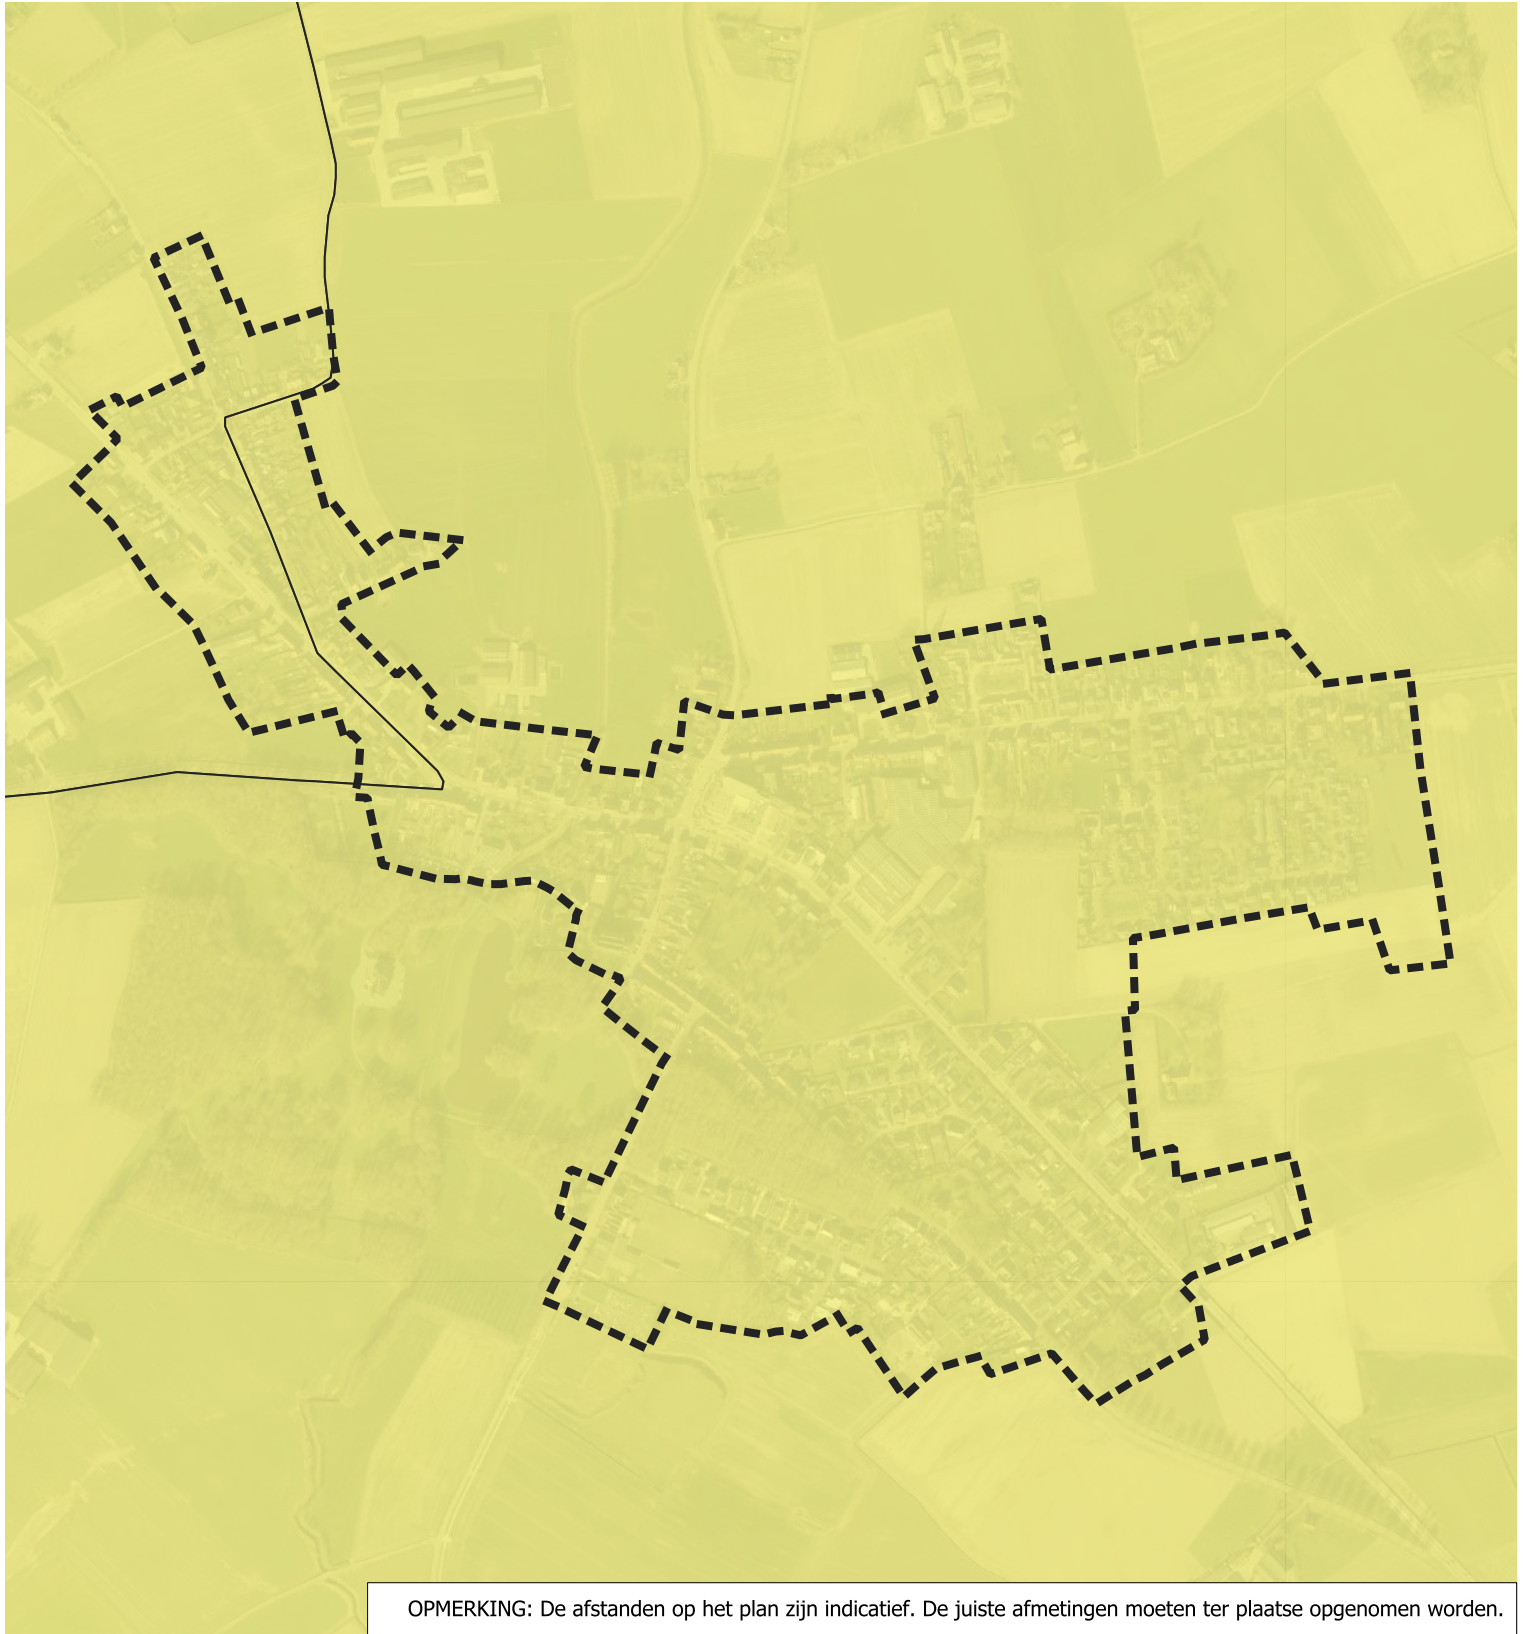 OPMERKING: De afstanden op het plan zijn indicatief. De juiste afmetingen moeten ter plaatse opgenomen worden.